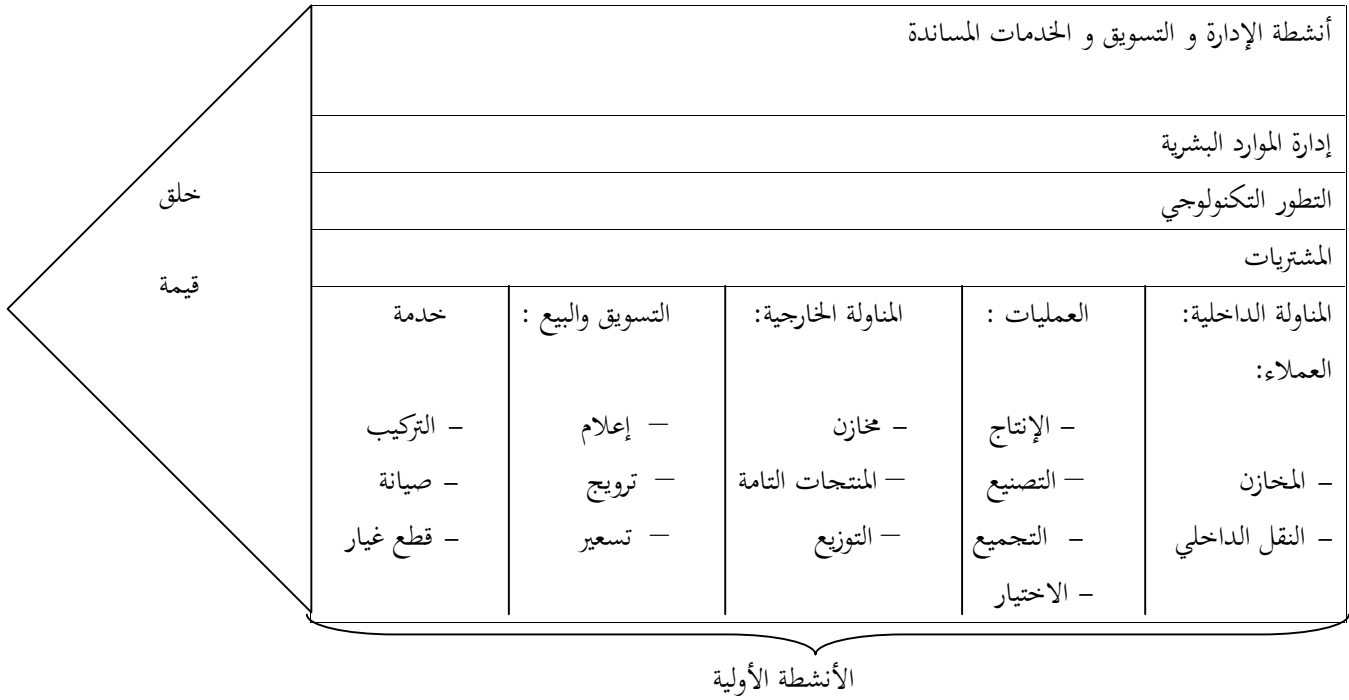 أنشطة الإدارة و التسويق و الخدمات المساندة
إدارة الموارد البشرية
التطور التكنولوجي
المشتريات
خلق
قيمة
المناولة الداخلية:
العملاء:
– المخازن
– النقل الداخلي
العمليات :
– الإنتاج
– التصنيع
– التجميع
– الاختيار
المناولة الخارجية:
– مخازن
– المنتجات التامة
– التوزيع
التسويق والبيع :
– إعلام
– ترويج
– تسعير
خدمة
– التركيب
– صيانة
– قطع غيار
الأنشطة الأولية